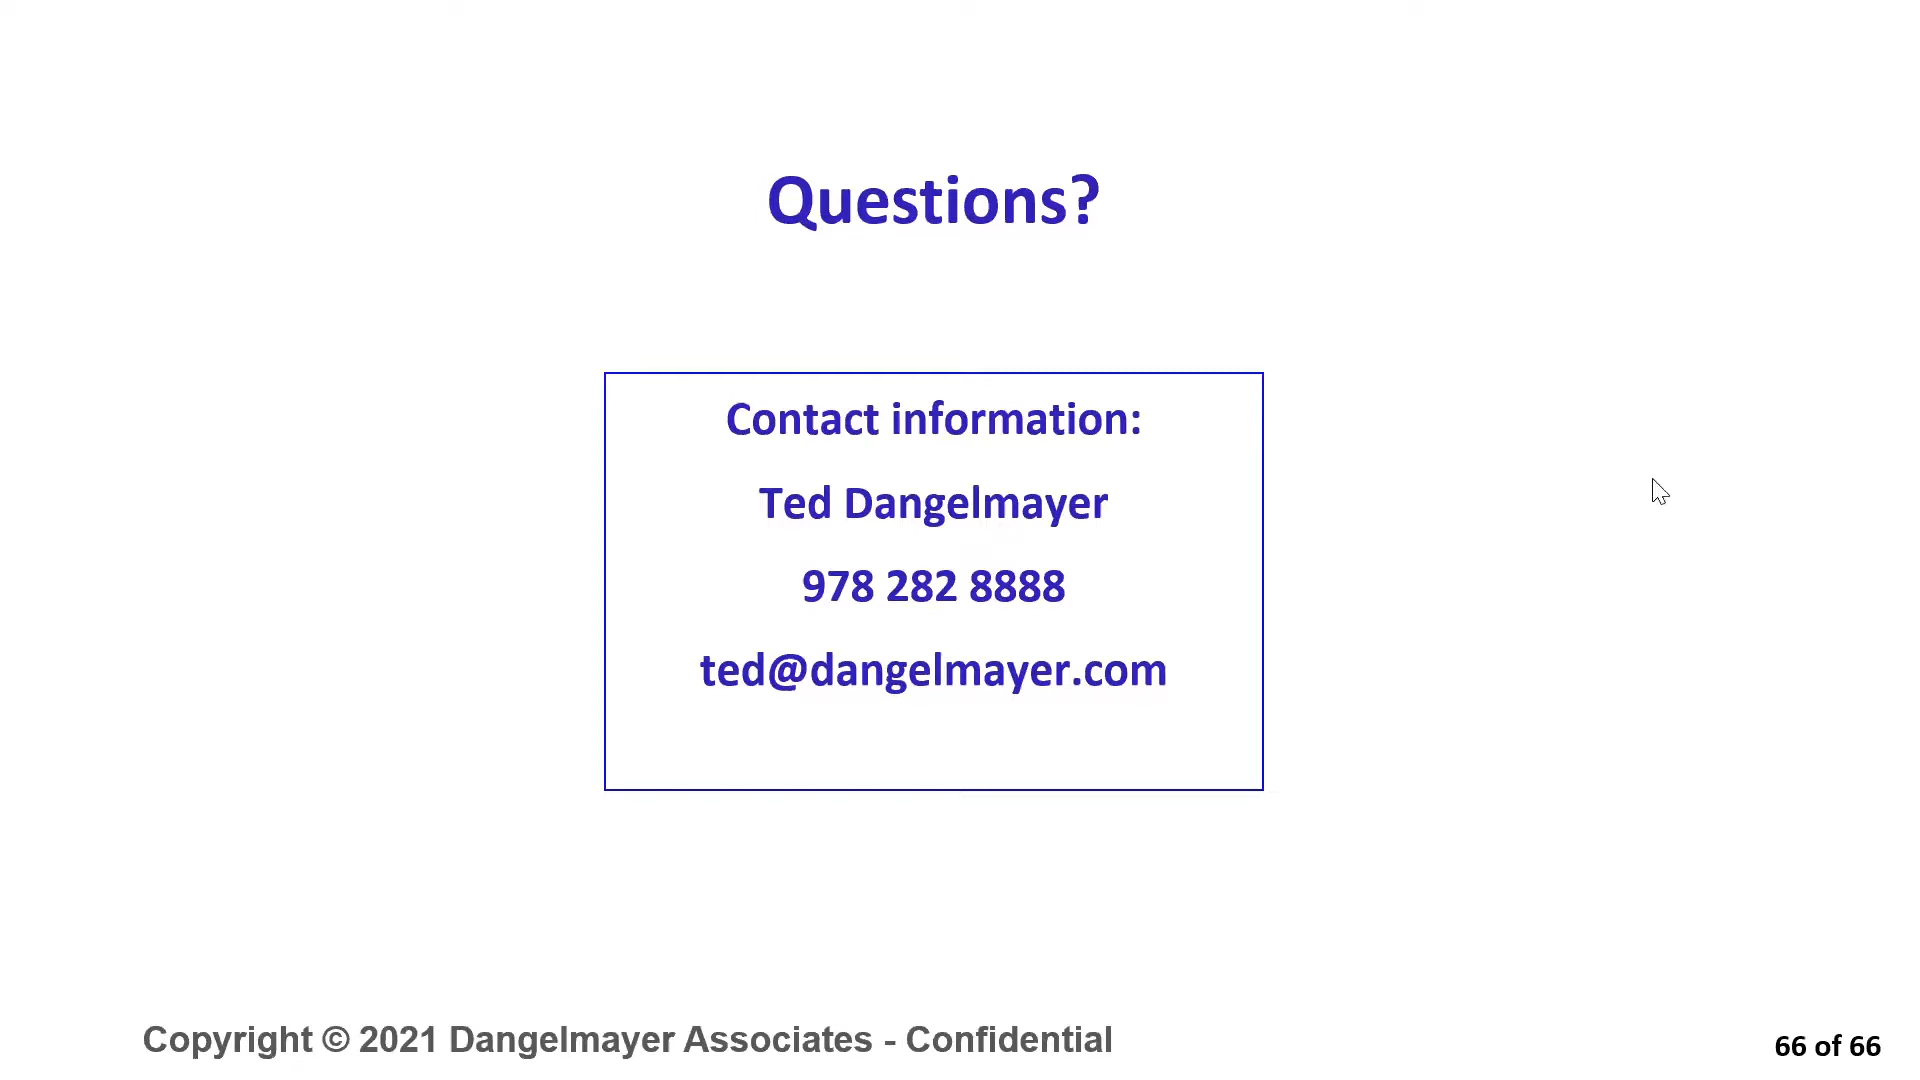 Questions?
Contact information:
Ted Dangelmayer
978 282 8888
ted@dangelmayer.com
Copyright © 2021 Dangelmayer Associates - Confidential
66 of 66